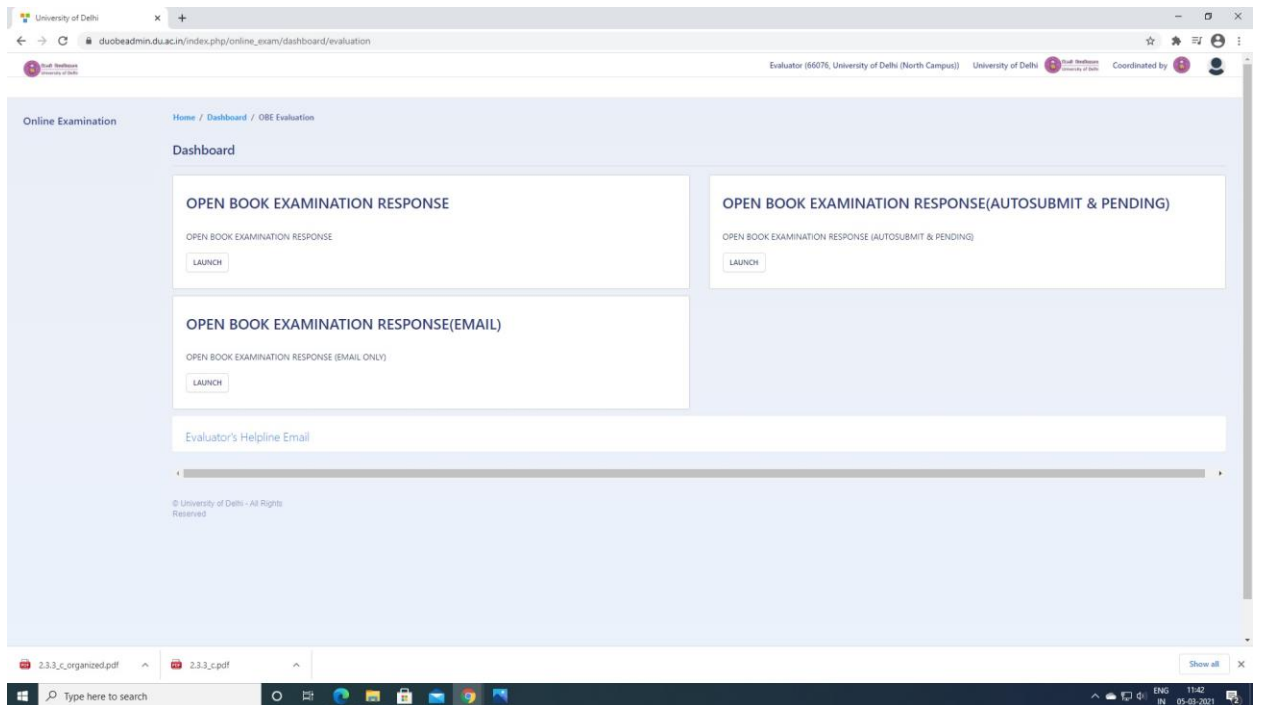 University of Delhi
duobeadmin.du.ac.in/index.php/online_exam/dashboard/evaluation
Evaluator (66076, University of Delhi (North Campus)) University of Delhi Coordinated by
Online Examination
Home / Dashboard / OBE Evaluation
Dashboard
OPEN BOOK EXAMINATION RESPONSE
OPEN BOOK EXAMINATION RESPONSE
LAUNCH
OPEN BOOK EXAMINATION RESPONSE(AUTOSUBMIT & PENDING)
OPEN BOOK EXAMINATION RESPONSE (AUTOSUBMIT & PENDING)
LAUNCH
OPEN BOOK EXAMINATION RESPONSE(EMAIL)
OPEN BOOK EXAMINATION RESPONSE (EMAIL ONLY)
LAUNCH
Evaluator's Helpline Email
© University of Delhi - All Rights
Reserved
2.3.3_c_organized.pdf 2.3.3_c.pdf Show all
Type here to search
ENG 11:42
IN 05-03-2021